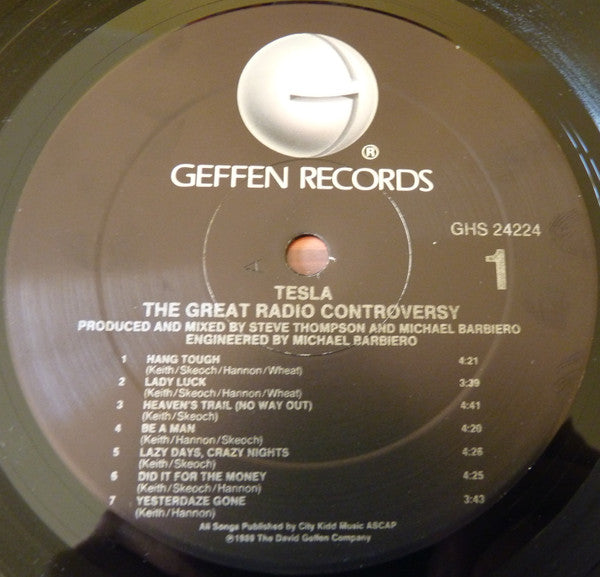 ®
GEFFEN RECORDS
GHS 24224
1
TESLA
THE GREAT RADIO CONTROVERSY
PRODUCED AND MIXED BY STEVE THOMPSON AND MICHAEL BARBIERO
ENGINEERED BY MICHAEL BARBIERO
1 HANG TOUGH 4:21
(Keith/Skeoch/Hannon/Wheat)
2 LADY LUCK 3:39
(Keith/Skeoch/Hannon/Wheat)
3 HEAVEN'S TRAIL (NO WAY OUT) 4:41
(Keith/Skeoch)
4 BE A MAN 4:20
(Keith/Hannon/Skeoch)
5 LAZY DAYS, CRAZY NIGHTS 4:26
(Keith/Skeoch)
6 DID IT FOR THE MONEY 4:25
(Keith/Skeoch/Hannon)
7 YESTERDAZE GONE 3:43
(Keith/Hannon)
All Songs Published by City Kidd Music ASCAP
℗1989 The David Geffen Company